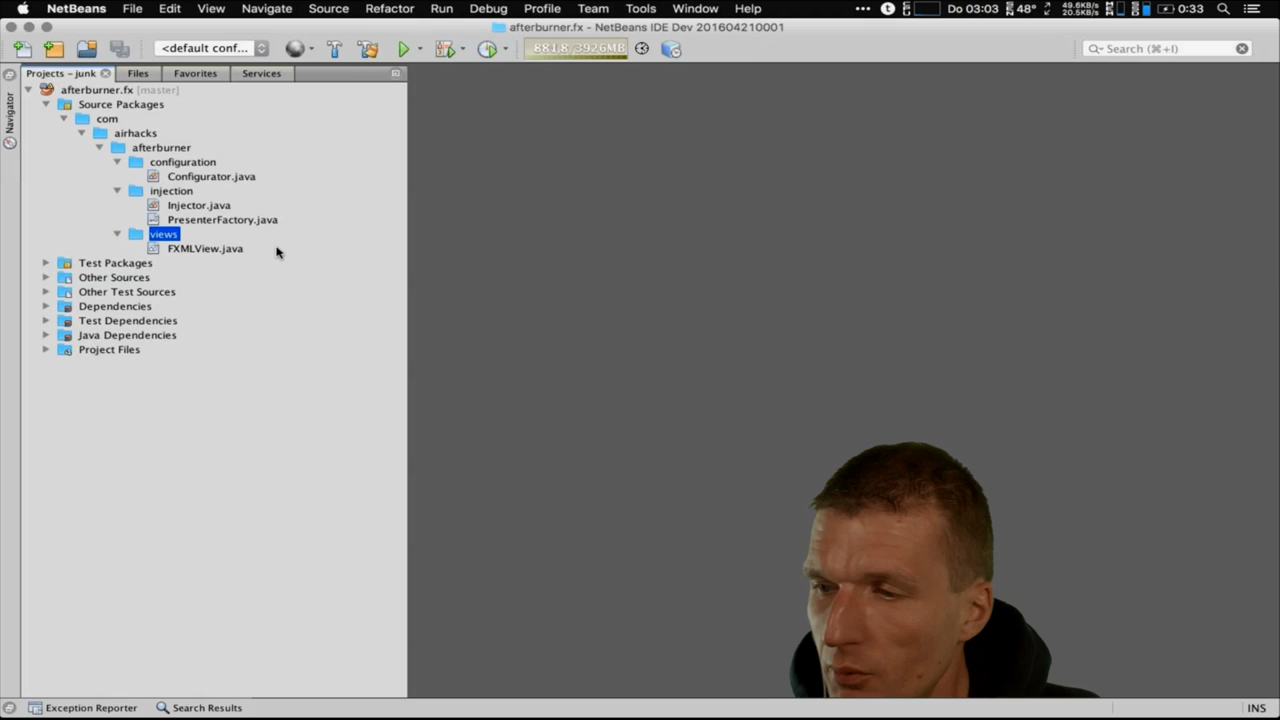 NetBeans File Edit View Navigate Source Refactor Run Debug Profile Team Tools Window Help ••• Do 03:03 48° 49.6KB/s 20.5KB/s 0:33
afterburner.fx - NetBeans IDE Dev 201604210001
<default conf... 881,8/3926MB Search (⌘+I)
Projects - junk Files Favorites Services
Navigator
afterburner.fx [master]
Source Packages
com
airhacks
afterburner
configuration
Configurator.java
injection
Injector.java
PresenterFactory.java
views
FXMLView.java
Test Packages
Other Sources
Other Test Sources
Dependencies
Test Dependencies
Java Dependencies
Project Files
Exception Reporter Search Results INS